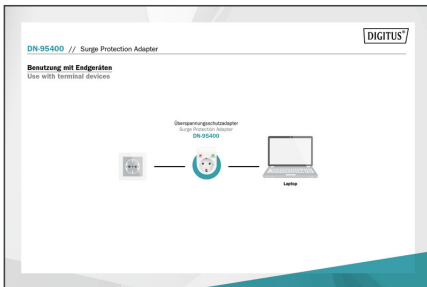 DIGITUS®
DN-95400 // Surge Protection Adapter
Benutzung mit Endgeräten
Use with terminal devices
Überspannungsschutzadapter
Surge Protection Adapter
DN-95400
Laptop